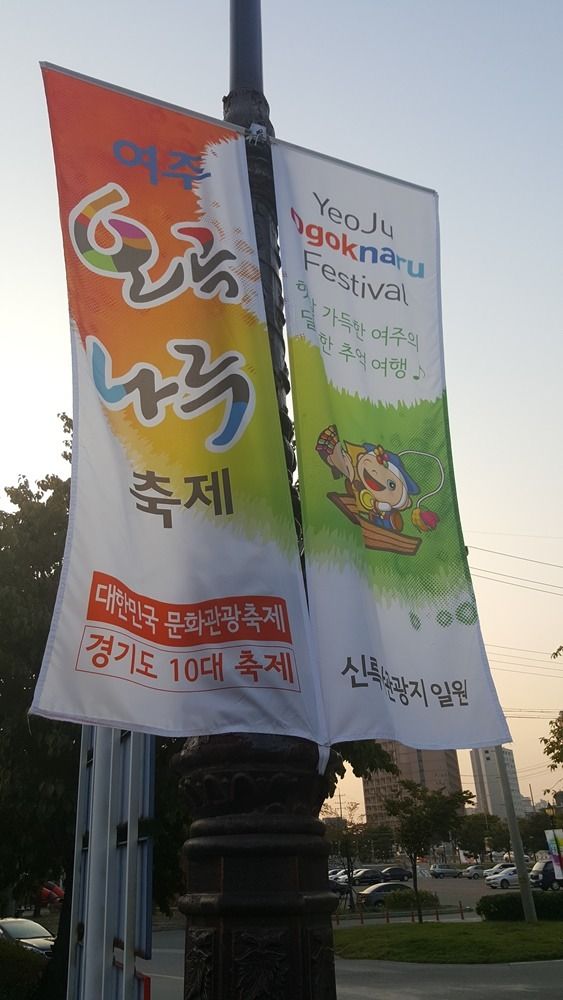 여주
오곡
나루
축제
대한민국 문화관광축제
경기도 10대 축제
YeoJu
ogoknaru
Festival
가득한 여주의
달 한 추억 여행♪
신륵 관광지 일원